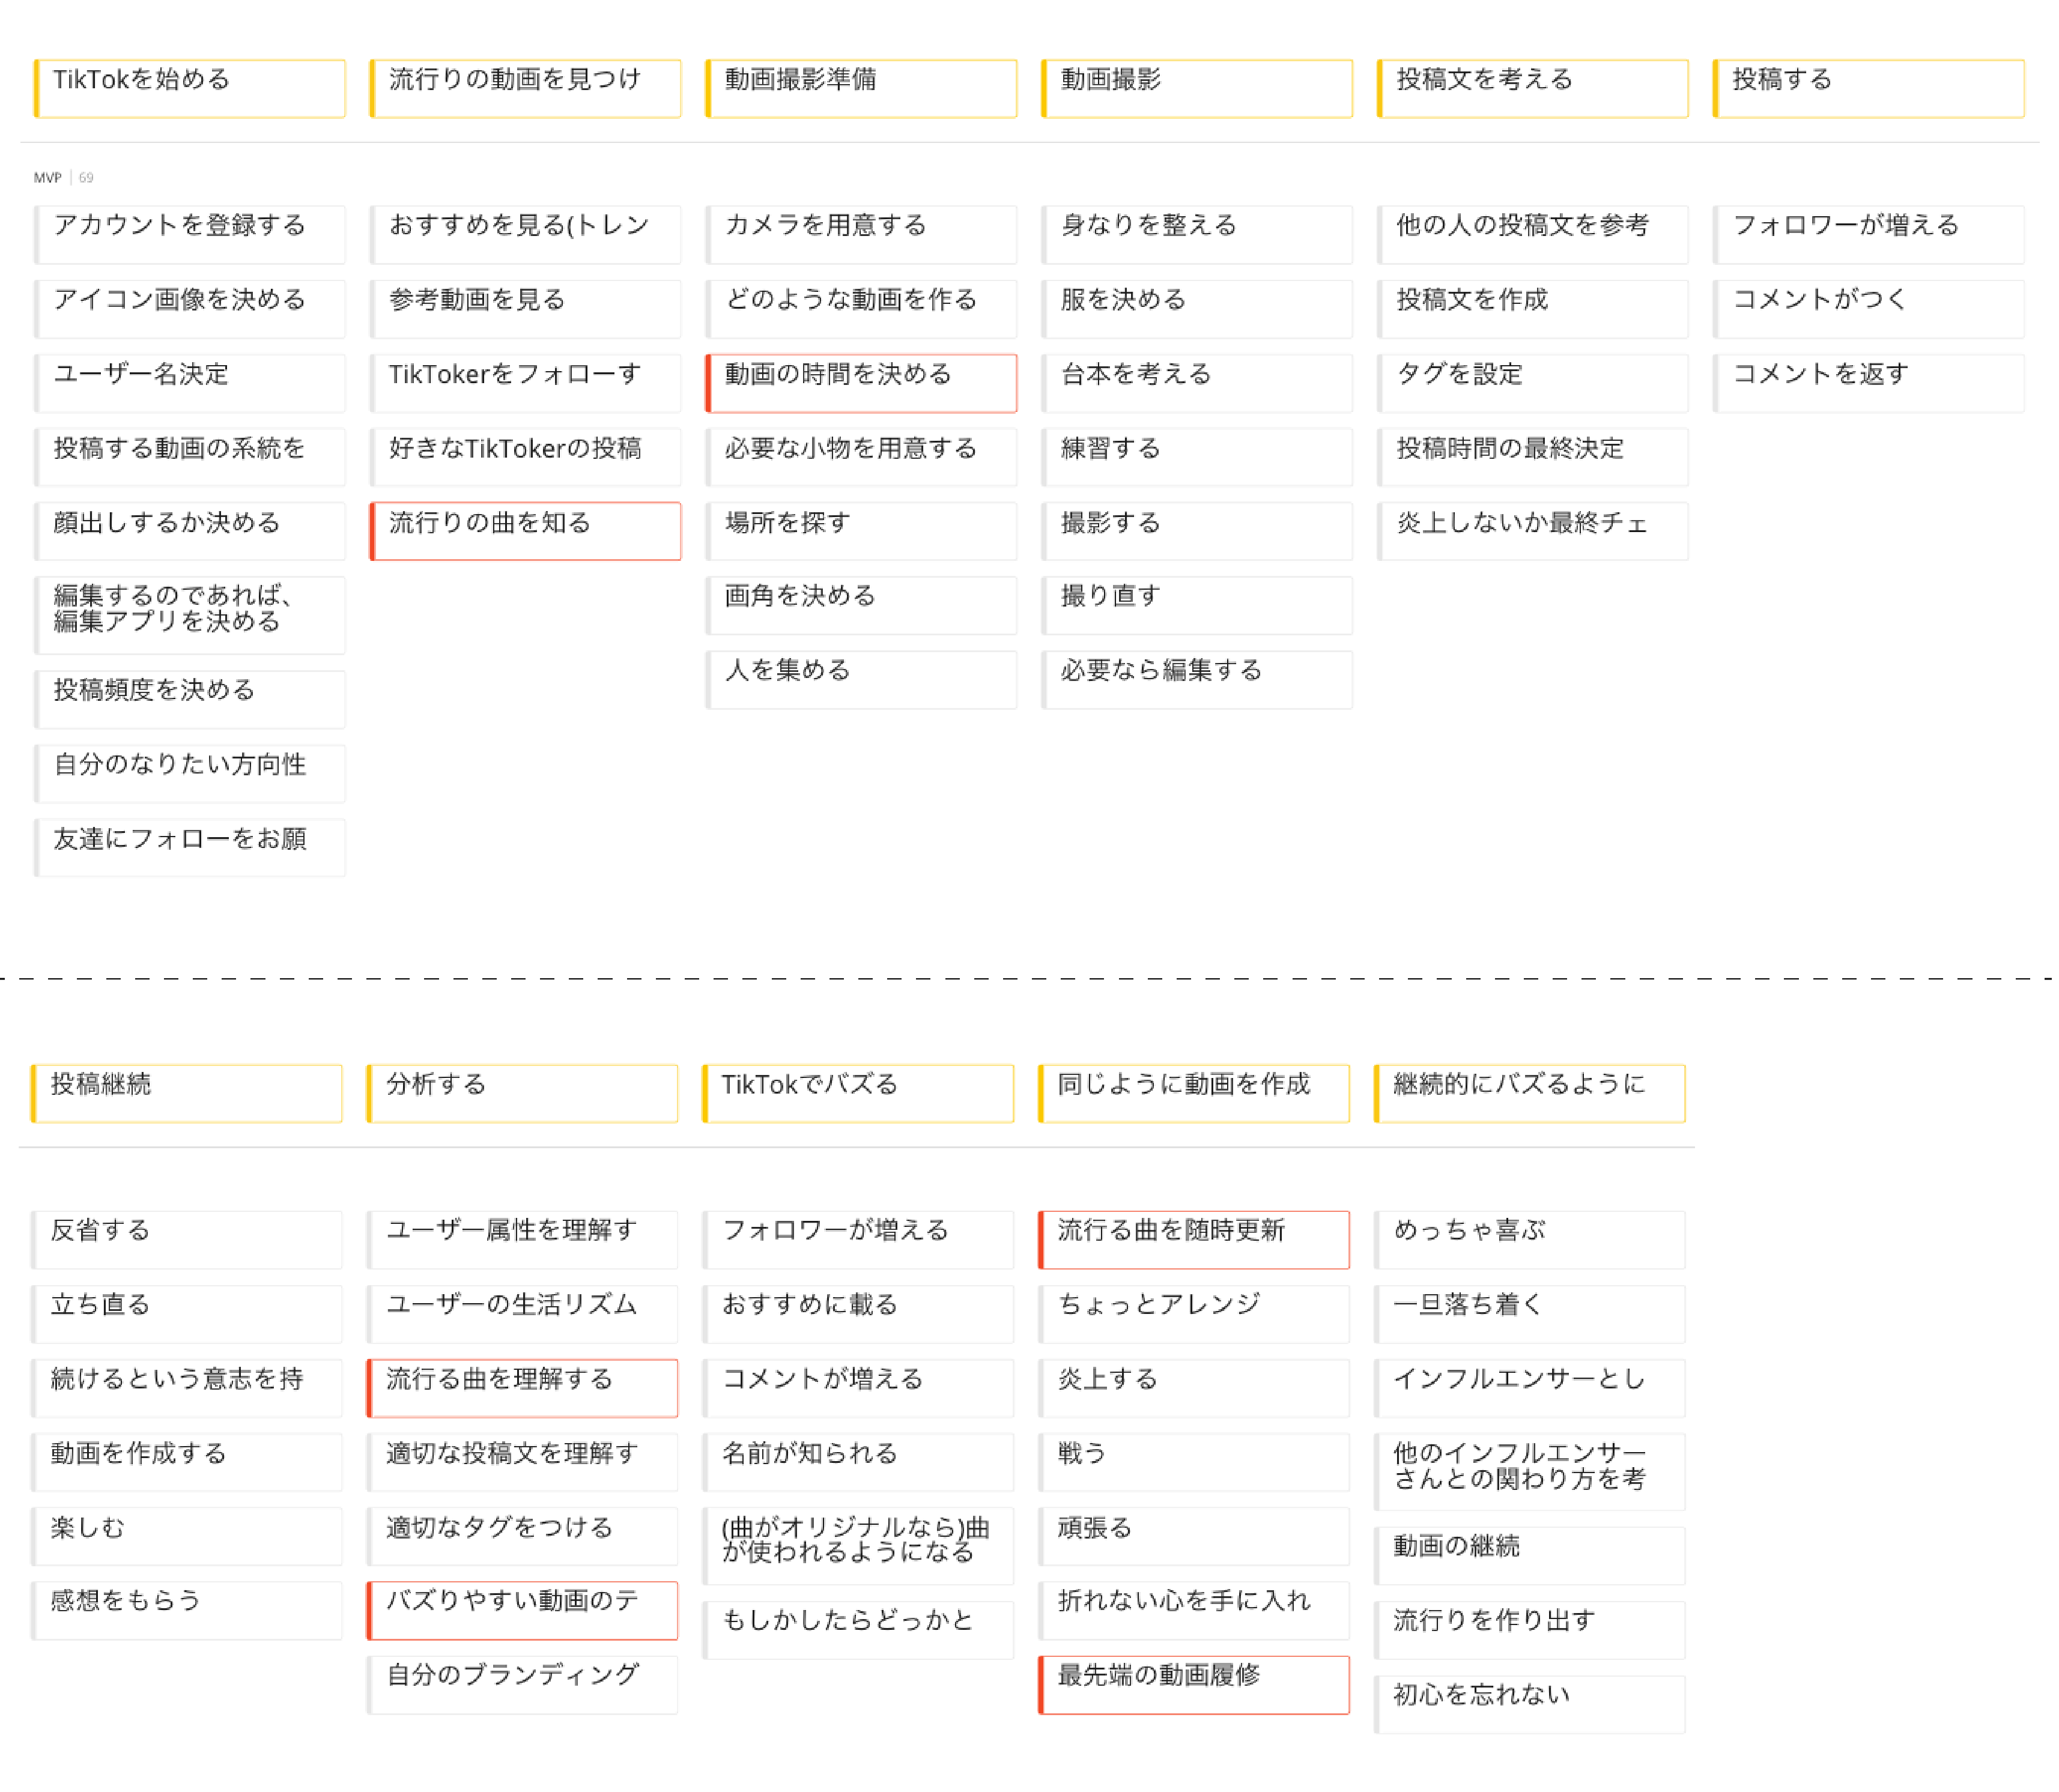 TikTokを始める
流行りの動画を見つけ
動画撮影準備
動画撮影
投稿文を考える
投稿する
MVP | 69
アカウントを登録する
おすすめを見る(トレン
カメラを用意する
身なりを整える
他の人の投稿文を参考
フォロワーが増える
アイコン画像を決める
参考動画を見る
どのような動画を作る
服を決める
投稿文を作成
コメントがつく
ユーザー名決定
TikTokerをフォローす
動画の時間を決める
台本を考える
タグを設定
コメントを返す
投稿する動画の系統を
好きなTikTokerの投稿
必要な小物を用意する
練習する
投稿時間の最終決定
顔出しするか決める
流行りの曲を知る
場所を探す
撮影する
炎上しないか最終チェ
編集するのであれば、
編集アプリを決める
画角を決める
撮り直す
投稿頻度を決める
人を集める
必要なら編集する
自分のなりたい方向性
友達にフォローをお願
投稿継続
分析する
TikTokでバズる
同じように動画を作成
継続的にバズるように
反省する
ユーザー属性を理解す
フォロワーが増える
流行る曲を随時更新
めっちゃ喜ぶ
立ち直る
ユーザーの生活リズム
おすすめに載る
ちょっとアレンジ
一旦落ち着く
続けるという意志を持
流行る曲を理解する
コメントが増える
炎上する
インフルエンサーとし
動画を作成する
適切な投稿文を理解す
名前が知られる
戦う
他のインフルエンサー
さんとの関わり方を考
楽しむ
適切なタグをつける
(曲がオリジナルなら)曲
が使われるようになる
頑張る
動画の継続
感想をもらう
バズりやすい動画のテ
もしかしたらどっかと
折れない心を手に入れ
流行りを作り出す
自分のブランディング
最先端の動画履修
初心を忘れない